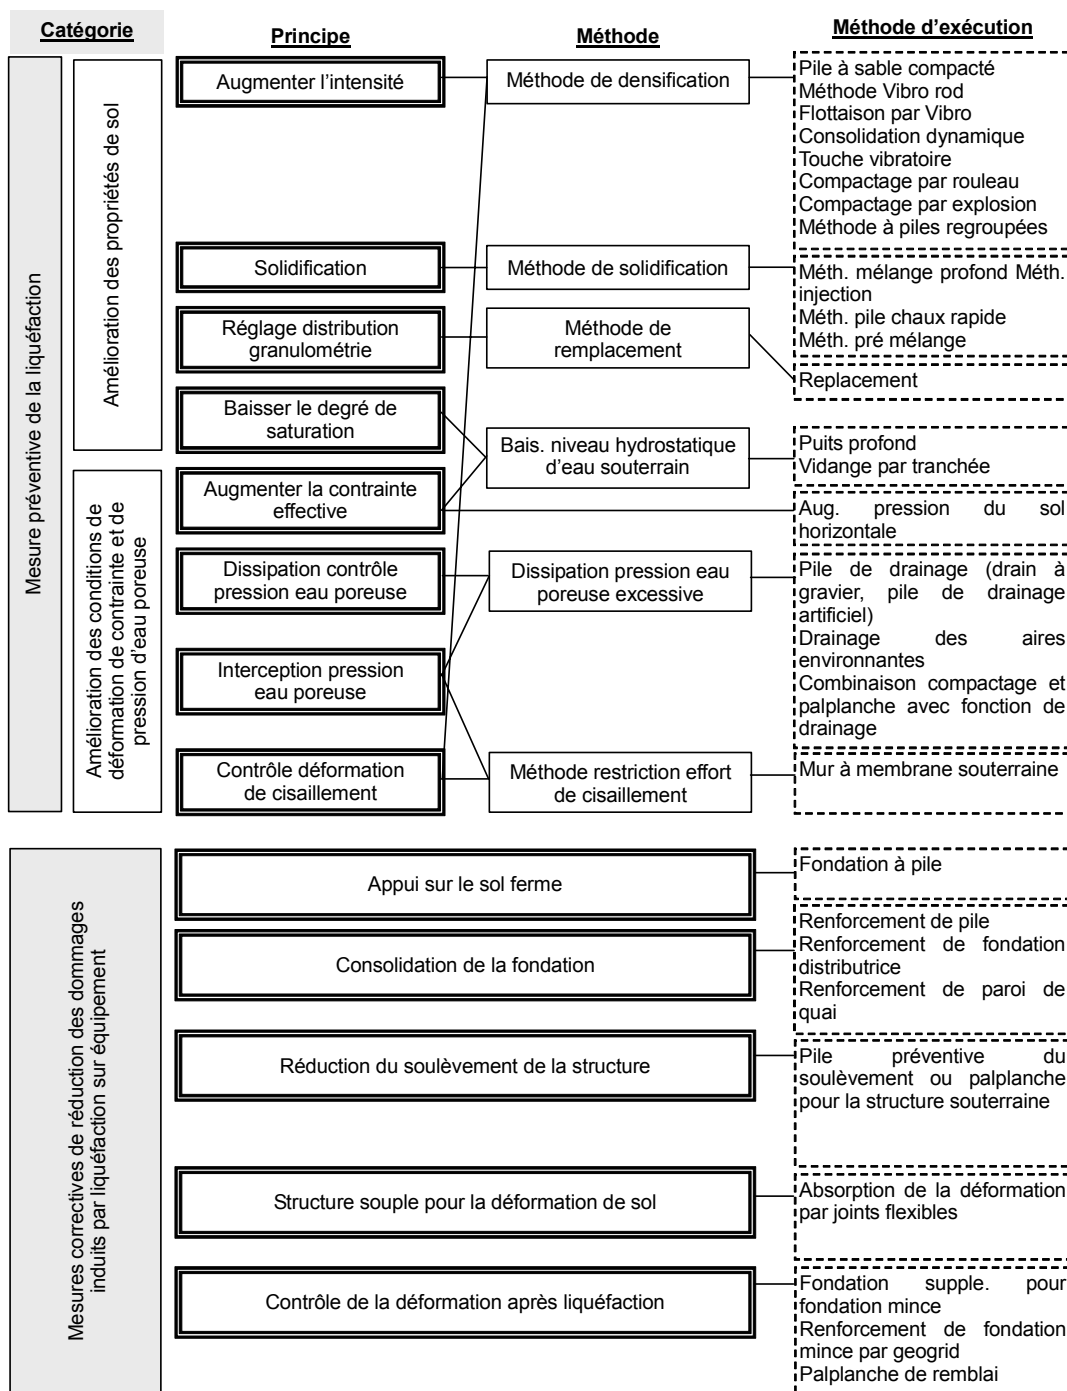 Catégorie
Principe
Méthode
Méthode d'exécution
Mesure préventive de la liquéfaction
Amélioration des propriétés de sol
Augmenter l'intensité
Méthode de densification
Pile à sable compacté
Méthode Vibro rod
Flottaison par Vibro
Consolidation dynamique
Touche vibratoire
Compactage par rouleau
Compactage par explosion
Méthode à piles regroupées
Solidification
Méthode de solidification
Méth. mélange profond Méth.
injection
Méth. pile chaux rapide
Méth. pré mélange
Réglage distribution
granulométrie
Méthode de
remplacement
Replacement
Baisser le degré de
saturation
Bais. niveau hydrostatique
d'eau souterrain
Puits profond
Vidange par tranchée
Amélioration des conditions de
déformation de contrainte et de
pression d'eau poreuse
Augmenter la contrainte
effective
Aug. pression du sol
horizontale
Dissipation contrôle
pression eau poreuse
Dissipation pression eau
poreuse excessive
Pile de drainage (drain à
gravier, pile de drainage
artificiel)
Drainage des aires
environnantes
Combinaison compactage et
palplanche avec fonction de
drainage
Interception pression
eau poreuse
Contrôle déformation
de cisaillement
Méthode restriction effort
de cisaillement
Mur à membrane souterraine
Mesures correctives de réduction des dommages
induits par liquéfaction sur équipement
Appui sur le sol ferme
Fondation à pile
Consolidation de la fondation
Renforcement de pile
Renforcement de fondation
distributrice
Renforcement de paroi de
quai
Réduction du soulèvement de la structure
Pile préventive du
soulèvement ou palplanche
pour la structure souterraine
Structure souple pour la déformation de sol
Absorption de la déformation
par joints flexibles
Contrôle de la déformation après liquéfaction
Fondation supple. pour
fondation mince
Renforcement de fondation
mince par geogrid
Palplanche de remblai